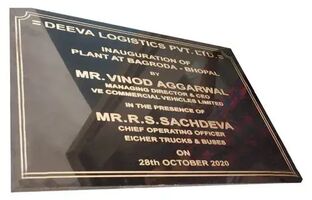 DEEVA LOGISTICS PVT. LTD.
INAUGURATION OF
PLANT AT BAGRODA - BHOPAL
BY
MR. VINOD AGGARWAL
MANAGING DIRECTOR & CEO
VE COMMERCIAL VEHICLES LIMITED
IN THE PRESENCE OF
MR. R. S. SACHDEVA
CHIEF OPERATING OFFICER
EICHER TRUCKS & BUSES
ON
28th OCTOBER 2020